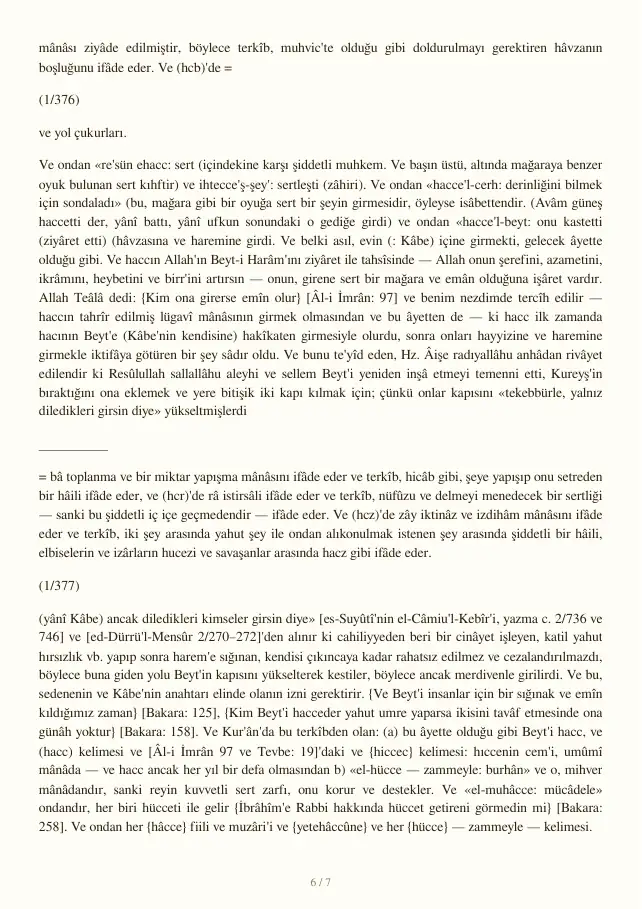 mânâsı ziyâde edilmiştir, böylece terkîb, muhvic'te olduğu gibi doldurulmayı gerektiren hâvzanın
boşluğunu ifâde eder. Ve (hcb)'de =
(1/376)
ve yol çukurları.
Ve ondan «re'sün ehacc: sert (içindekine karşı şiddetli muhkem. Ve başın üstü, altında mağaraya benzer
oyuk bulunan sert kıhftir) ve ihtecce'ş-şey': sertleşti (zâhiri). Ve ondan «hacce'l-cerh: derinliğini bilmek
için sondaladı» (bu, mağara gibi bir oyuğa sert bir şeyin girmesidir, öyleyse isâbettendir. (Avâm güneş
haccetti der, yânî battı, yânî ufkun sonundaki o gediğe girdi) ve ondan «hacce'l-beyt: onu kastetti
(ziyâret etti) (hâvzasına ve haremine girdi. Ve belki asıl, evin (: Kâbe) içine girmekti, gelecek âyette
olduğu gibi. Ve haccın Allah'ın Beyt-i Harâm'ını ziyâret ile tahsîsinde — Allah onun şerefini, azametini,
ikrâmını, heybetini ve birr'ini artırsın — onun, girene sert bir mağara ve emân olduğuna işâret vardır.
Allah Teâlâ dedi: {Kim ona girerse emîn olur} [Âl-i İmrân: 97] ve benim nezdimde tercîh edilir —
haccın tahrîr edilmiş lügavî mânâsının girmek olmasından ve bu âyetten de — ki hacc ilk zamanda
hacının Beyt'e (Kâbe'nin kendisine) hakîkaten girmesiyle olurdu, sonra onları hayyizine ve haremine
girmekle iktifâya götüren bir şey sâdır oldu. Ve bunu te'yîd eden, Hz. Âişe radıyallâhu anhâdan rivâyet
edilendir ki Resûlullah sallallâhu aleyhi ve sellem Beyt'i yeniden inşâ etmeyi temenni etti, Kureyş'in
bıraktığını ona eklemek ve yere bitişik iki kapı kılmak için; çünkü onlar kapısını «tekebbürle, yalnız
diledikleri girsin diye» yükseltmişlerdi
= bâ toplanma ve bir miktar yapışma mânâsını ifâde eder ve terkîb, hicâb gibi, şeye yapışıp onu setreden
bir hâili ifâde eder, ve (hcr)'de râ istirsâli ifâde eder ve terkîb, nüfûzu ve delmeyi menedecek bir sertliği
— sanki bu şiddetli iç içe geçmedendir — ifâde eder. Ve (hcz)'de zây iktinâz ve izdihâm mânâsını ifâde
eder ve terkîb, iki şey arasında yahut şey ile ondan alıkonulmak istenen şey arasında şiddetli bir hâili,
elbiselerin ve izârların hucezi ve savaşanlar arasında hacz gibi ifâde eder.
(1/377)
(yânî Kâbe) ancak diledikleri kimseler girsin diye» [es-Suyûtî'nin el-Câmiu'l-Kebîr'i, yazma c. 2/736 ve
746] ve [ed-Dürrü'l-Mensûr 2/270–272]'den alınır ki cahiliyyeden beri bir cinâyet işleyen, katil yahut
hırsızlık vb. yapıp sonra harem'e sığınan, kendisi çıkıncaya kadar rahatsız edilmez ve cezalandırılmazdı,
böylece buna giden yolu Beyt'in kapısını yükselterek kestiler, böylece ancak merdivenle girilirdi. Ve bu,
sedenenin ve Kâbe'nin anahtarı elinde olanın izni gerektirir. {Ve Beyt'i insanlar için bir sığınak ve emîn
kıldığımız zaman} [Bakara: 125], {Kim Beyt'i hacceder yahut umre yaparsa ikisini tavâf etmesinde ona
günâh yoktur} [Bakara: 158]. Ve Kur'ân'da bu terkîbden olan: (a) bu âyette olduğu gibi Beyt'i hacc, ve
(hacc) kelimesi ve [Âl-i İmrân 97 ve Tevbe: 19]'daki ve {hiccec} kelimesi: hıccenin cem'i, umûmî
mânâda — ve hacc ancak her yıl bir defa olmasından b) «el-hücce — zammeyle: burhân» ve o, mihver
mânâdandır, sanki reyin kuvvetli sert zarfı, onu korur ve destekler. Ve «el-muhâcce: mücâdele»
ondandır, her biri hücceti ile gelir {İbrâhîm'e Rabbi hakkında hüccet getireni görmedin mi} [Bakara:
258]. Ve ondan her {hâcce} fiili ve muzâri'i ve {yetehâccûne} ve her {hücce} — zammeyle — kelimesi.
6 / 7